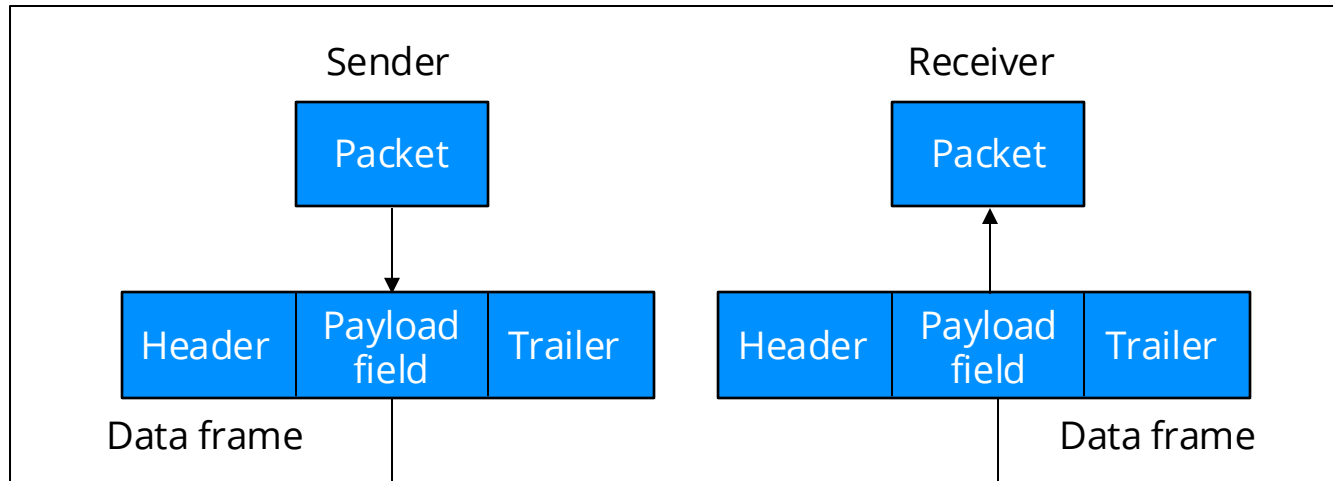 Sender
Receiver
Packet
Packet
Header
Payload
field
Trailer
Header
Payload
field
Trailer
Data frame
Data frame